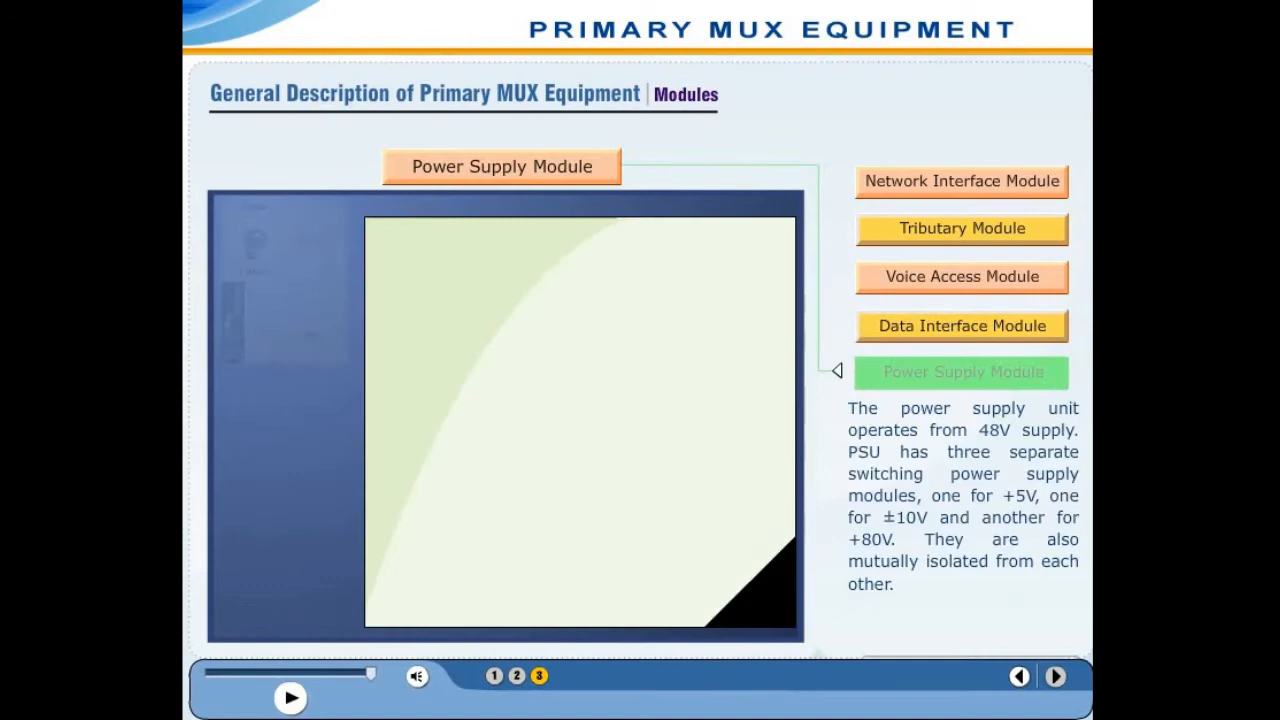 PRIMARY MUX EQUIPMENT
General Description of Primary MUX Equipment | Modules
Power Supply Module
Network Interface Module
Tributary Module
Voice Access Module
Data Interface Module
Power Supply Module
The power supply unit
operates from 48V supply.
PSU has three separate
switching power supply
modules, one for +5V, one
for ±10V and another for
+80V. They are also
mutually isolated from each
other.
1 2 3